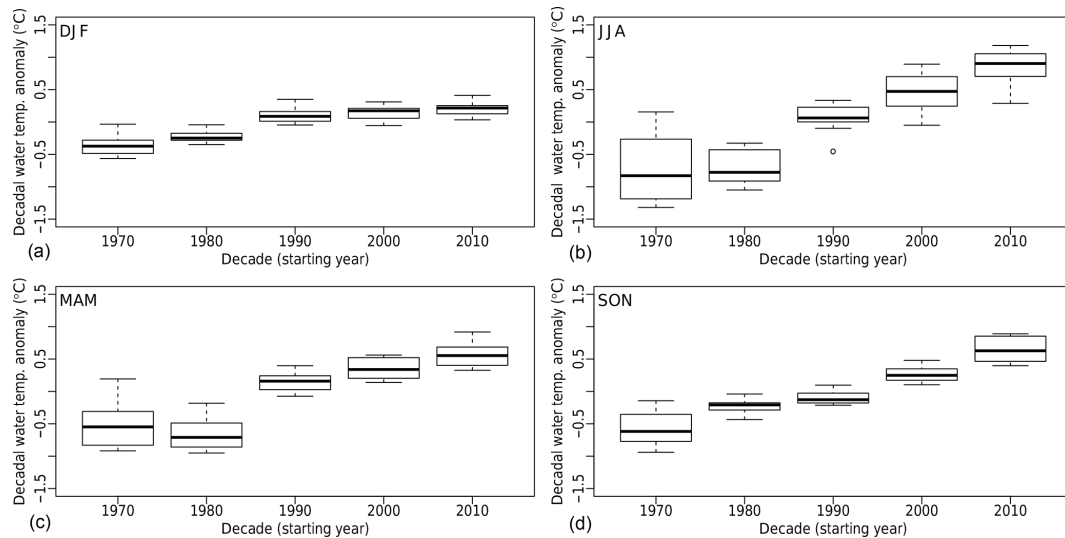 DJF
Decadal water temp. anomaly (°C)
1.5
0.5
−0.5
−1.5
1970 1980 1990 2000 2010
Decade (starting year)
(a)
JJA
Decadal water temp. anomaly (°C)
1.5
0.5
−0.5
−1.5
1970 1980 1990 2000 2010
Decade (starting year)
(b)
MAM
Decadal water temp. anomaly (°C)
1.5
0.5
−0.5
−1.5
1970 1980 1990 2000 2010
Decade (starting year)
(c)
SON
Decadal water temp. anomaly (°C)
1.5
0.5
−0.5
−1.5
1970 1980 1990 2000 2010
Decade (starting year)
(d)